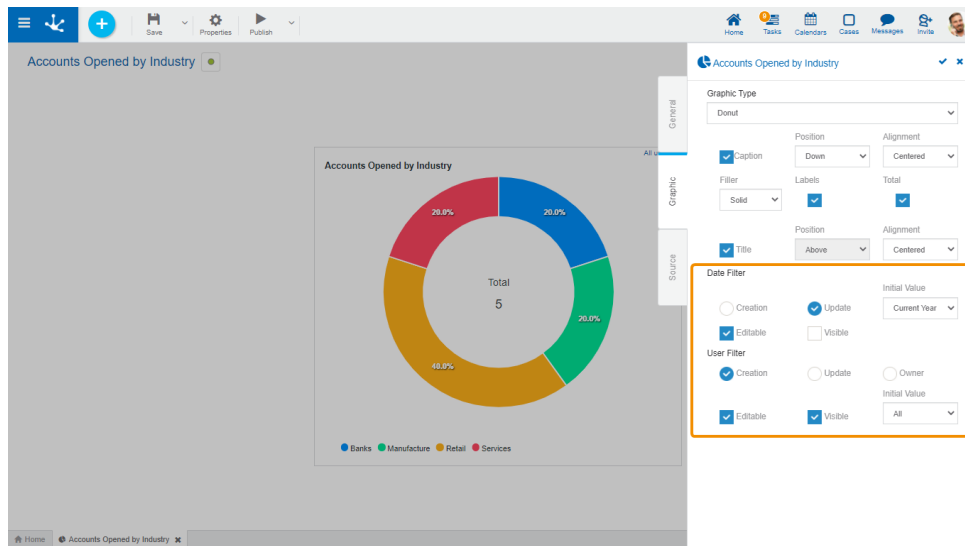 Save
Properties
Publish
Home
9
Tasks
Calendars
Cases
Messages
Invite
Accounts Opened by Industry
Accounts Opened by Industry
General
Graphic
Source
Graphic Type
Donut
Position
Alignment
Caption
Down
Centered
Filler
Labels
Total
Solid
Position
Alignment
Title
Above
Centered
Date Filter
Initial Value
Creation
Update
Current Year
Editable
Visible
User Filter
Creation
Update
Owner
Initial Value
Editable
Visible
All
All u
Accounts Opened by Industry
20.0%
20.0%
20.0%
40.0%
Total
5
Banks Manufacture Retail Services
Home Accounts Opened by Industry